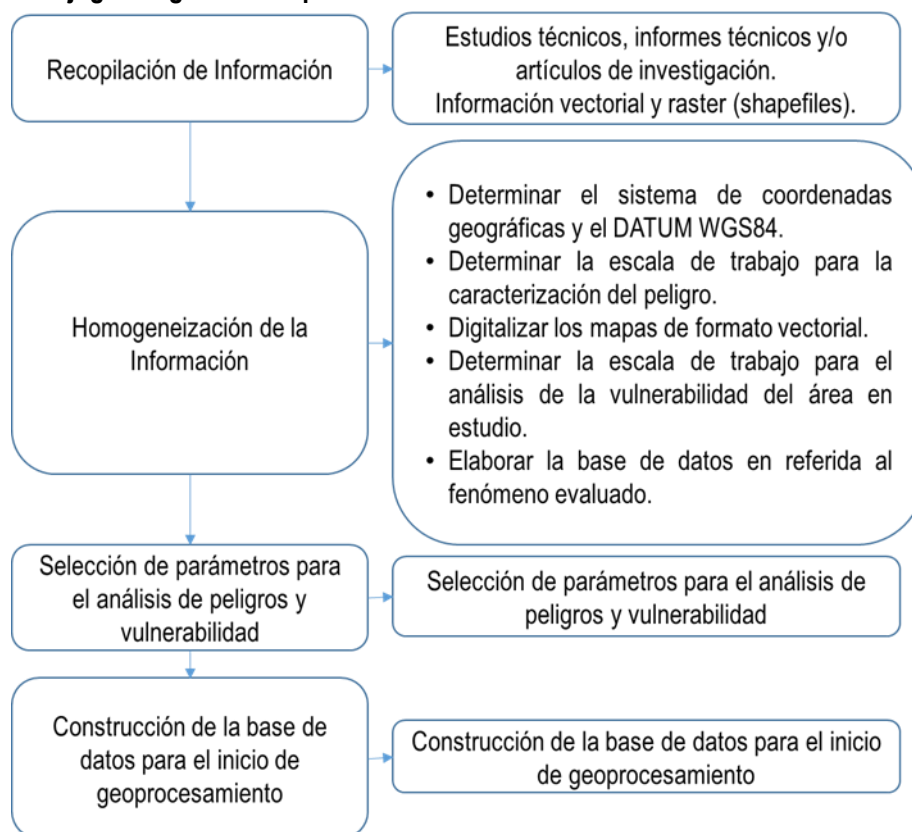 Recopilación de Información
Estudios técnicos, informes técnicos y/o
artículos de investigación.
Información vectorial y raster (shapefiles).
Homogeneización de la
Información
• Determinar el sistema de coordenadas
geográficas y el DATUM WGS84.
• Determinar la escala de trabajo para la
caracterización del peligro.
• Digitalizar los mapas de formato vectorial.
• Determinar la escala de trabajo para el
análisis de la vulnerabilidad del área en
estudio.
• Elaborar la base de datos en referida al
fenómeno evaluado.
Selección de parámetros para
el análisis de peligros y
vulnerabilidad
Selección de parámetros para el análisis de
peligros y vulnerabilidad
Construcción de la base de
datos para el inicio de
geoprocesamiento
Construcción de la base de datos para el inicio
de geoprocesamiento